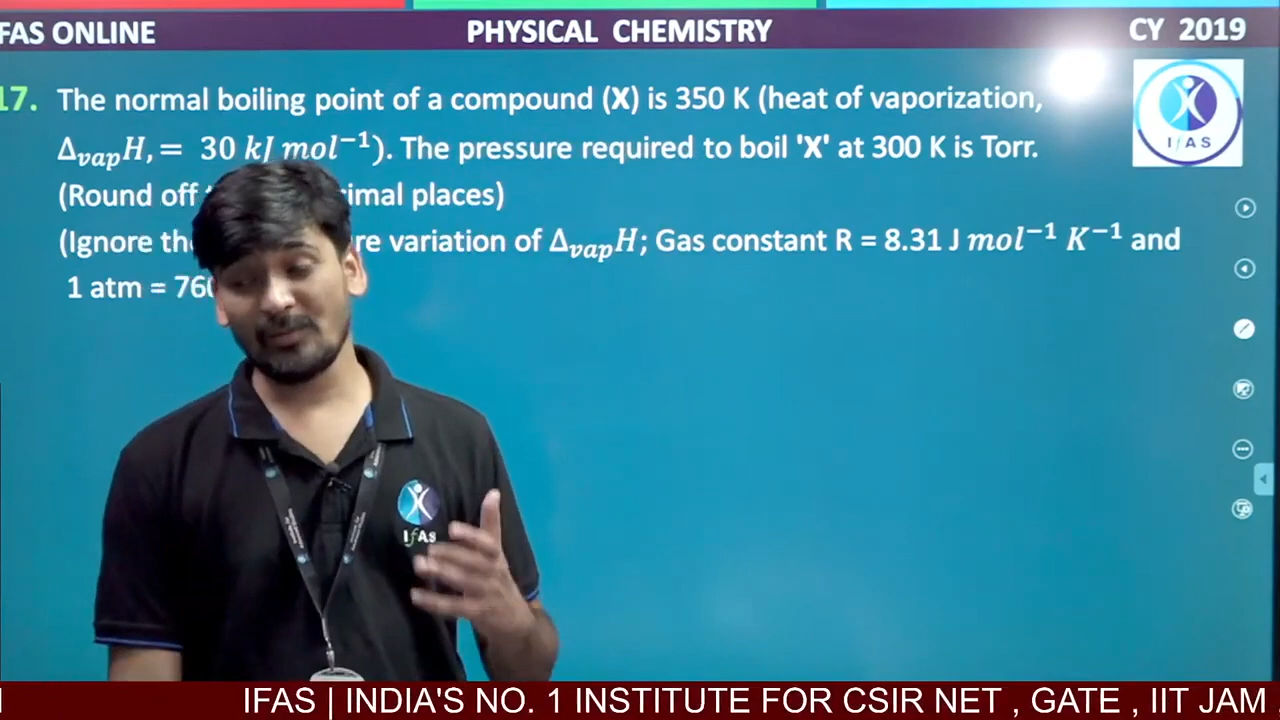 FAS ONLINE
PHYSICAL CHEMISTRY
CY 2019
17. The normal boiling point of a compound (X) is 350 K (heat of vaporization,
Δ_vap H, = 30 kJ mol⁻¹). The pressure required to boil 'X' at 300 K is Torr.
(Round off imal places)
(Ignore th re variation of Δ_vap H; Gas constant R = 8.31 J mol⁻¹ K⁻¹ and
1 atm = 760
IFAS
IfAs
IFAS | INDIA'S NO. 1 INSTITUTE FOR CSIR NET , GATE , IIT JAM